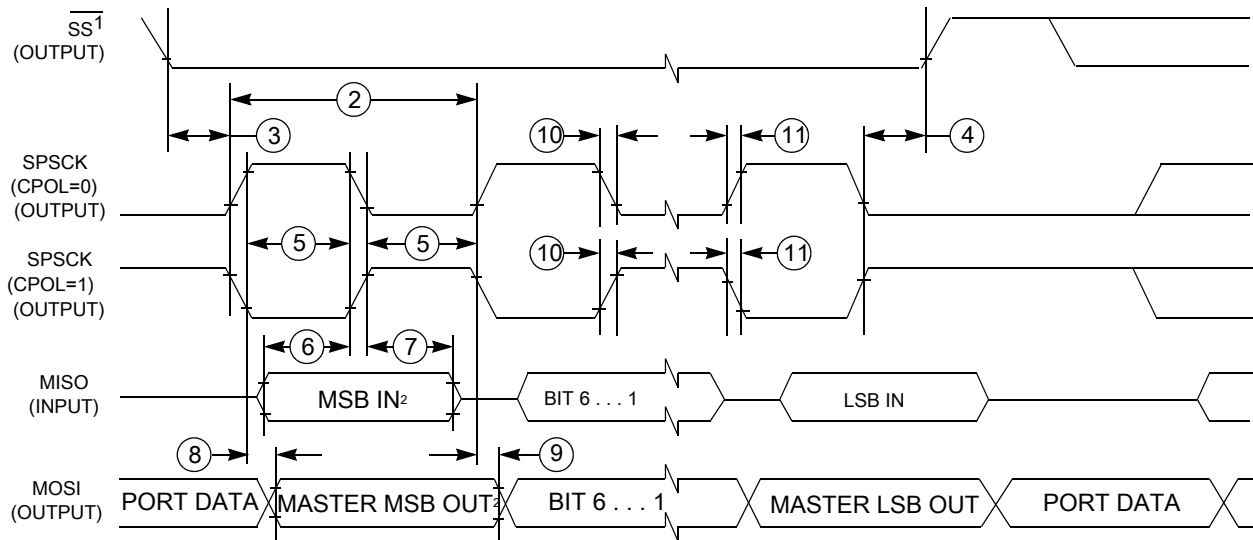 SS1
(OUTPUT)
2
3
10
11
4
SPSCK
(CPOL=0)
(OUTPUT)
5
5
SPSCK
(CPOL=1)
(OUTPUT)
10
11
6
7
MISO
(INPUT)
MSB IN2
BIT 6 . . . 1
LSB IN
8
9
MOSI
(OUTPUT)
PORT DATA
MASTER MSB OUT2
BIT 6 . . . 1
MASTER LSB OUT
PORT DATA